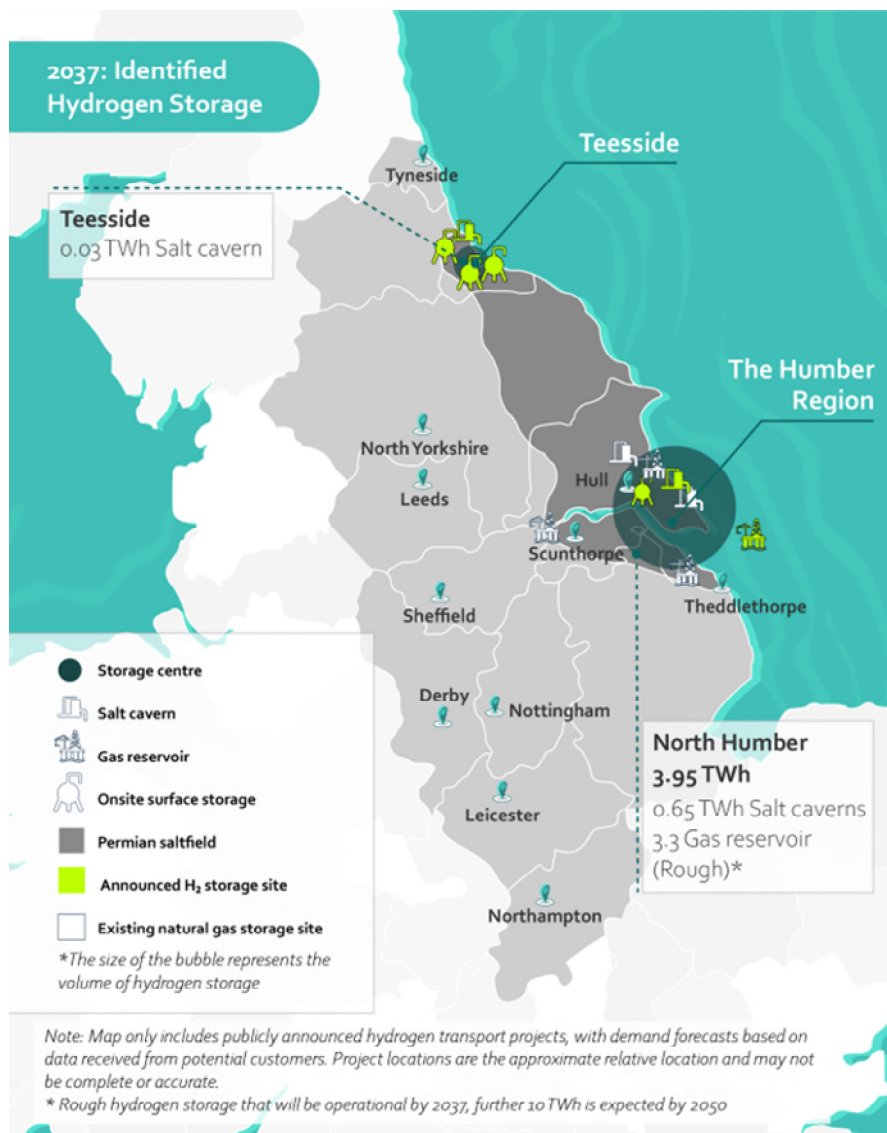 2037: Identified
Hydrogen Storage
Teesside
Tyneside
Teesside
0.03 TWh Salt cavern
The Humber
Region
North Yorkshire
Hull
Leeds
Scunthorpe
Theddlethorpe
Sheffield
Storage centre
Salt cavern
Gas reservoir
Onsite surface storage
Permian saltfield
Announced H₂ storage site
Existing natural gas storage site
*The size of the bubble represents the
volume of hydrogen storage
Derby
Nottingham
North Humber
3.95 TWh
0.65 TWh Salt caverns
3.3 Gas reservoir
(Rough)*
Leicester
Northampton
Note: Map only includes publicly announced hydrogen transport projects, with demand forecasts based on
data received from potential customers. Project locations are the approximate relative location and may not
be complete or accurate.
* Rough hydrogen storage that will be operational by 2037, further 10 TWh is expected by 2050